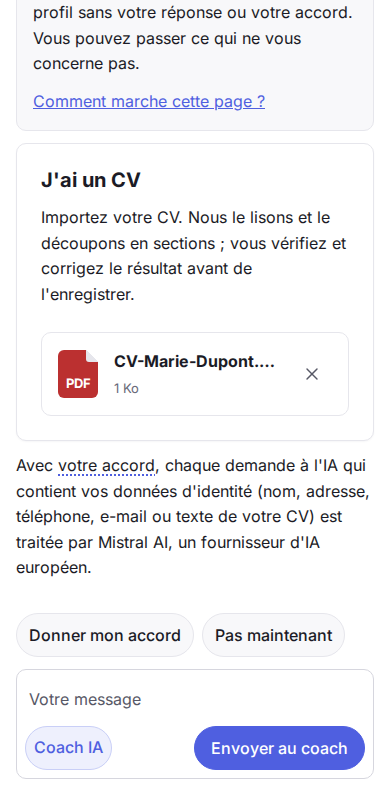 profil sans votre réponse ou votre accord.
Vous pouvez passer ce qui ne vous
concerne pas.
Comment marche cette page ?
J'ai un CV
Importez votre CV. Nous le lisons et le
découpons en sections ; vous vérifiez et
corrigez le résultat avant de
l'enregistrer.
PDF
CV-Marie-Dupont....
1 Ko
Avec votre accord, chaque demande à l'IA qui
contient vos données d'identité (nom, adresse,
téléphone, e-mail ou texte de votre CV) est
traitée par Mistral AI, un fournisseur d'IA
européen.
Donner mon accord
Pas maintenant
Votre message
Coach IA
Envoyer au coach